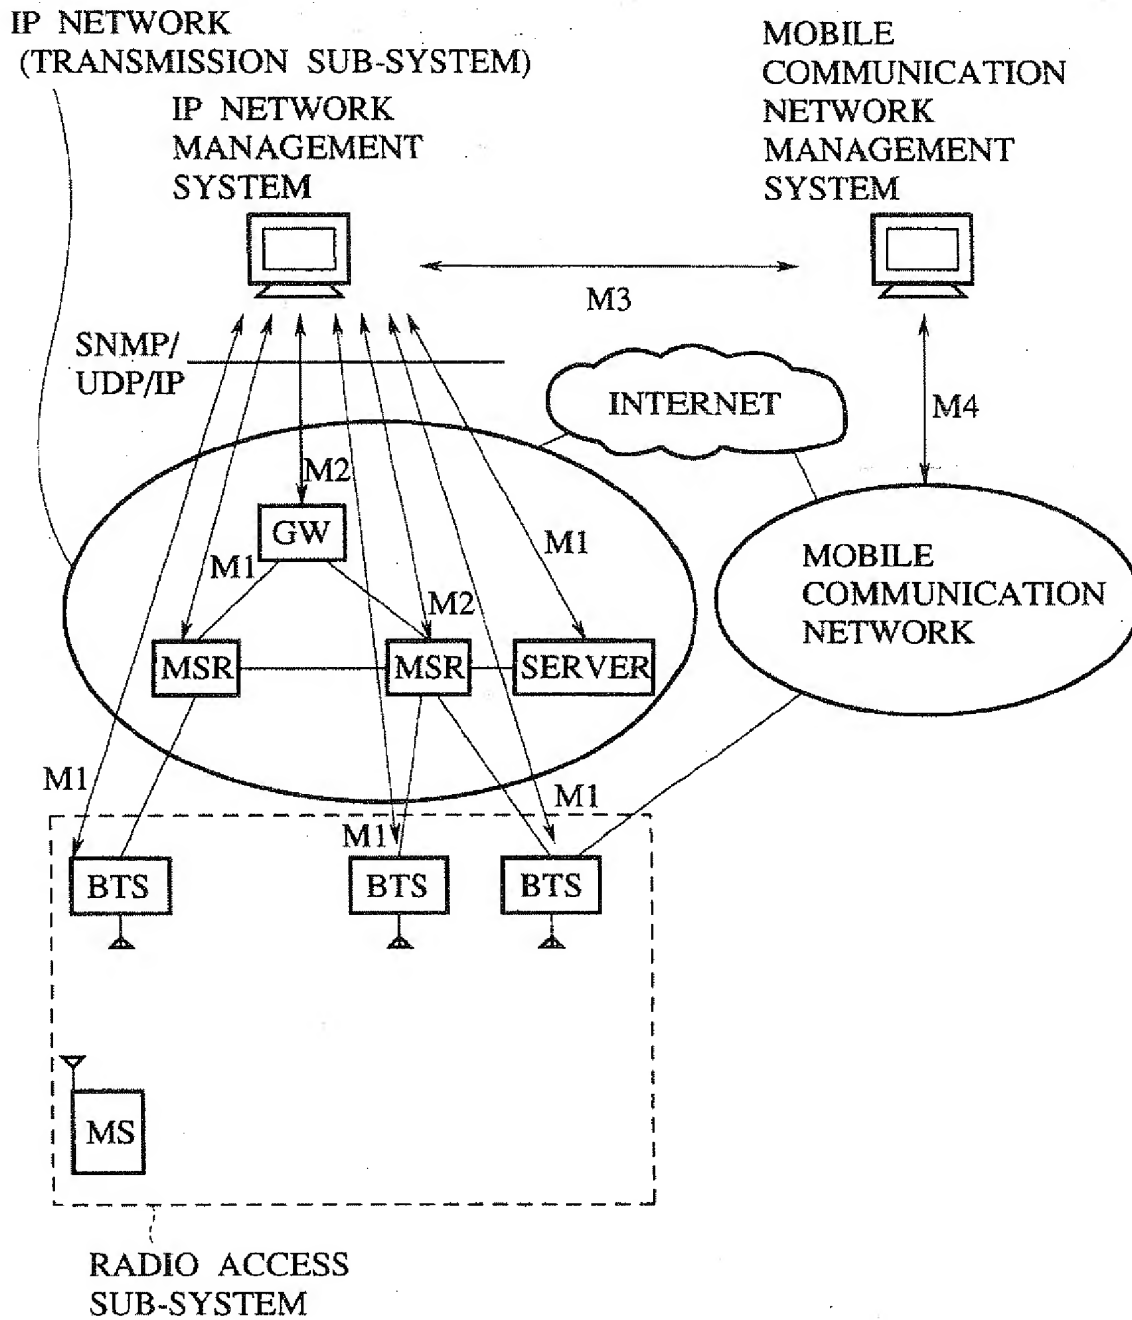 IP NETWORK
(TRANSMISSION SUB-SYSTEM)
IP NETWORK
MANAGEMENT
SYSTEM
MOBILE
COMMUNICATION
NETWORK
MANAGEMENT
SYSTEM
M3
SNMP/
UDP/IP
INTERNET
M4
M2
GW
M1
M1
M2
MOBILE
COMMUNICATION
NETWORK
MSR
MSR
SERVER
M1
M1
M1
BTS
BTS
BTS
MS
RADIO ACCESS
SUB-SYSTEM